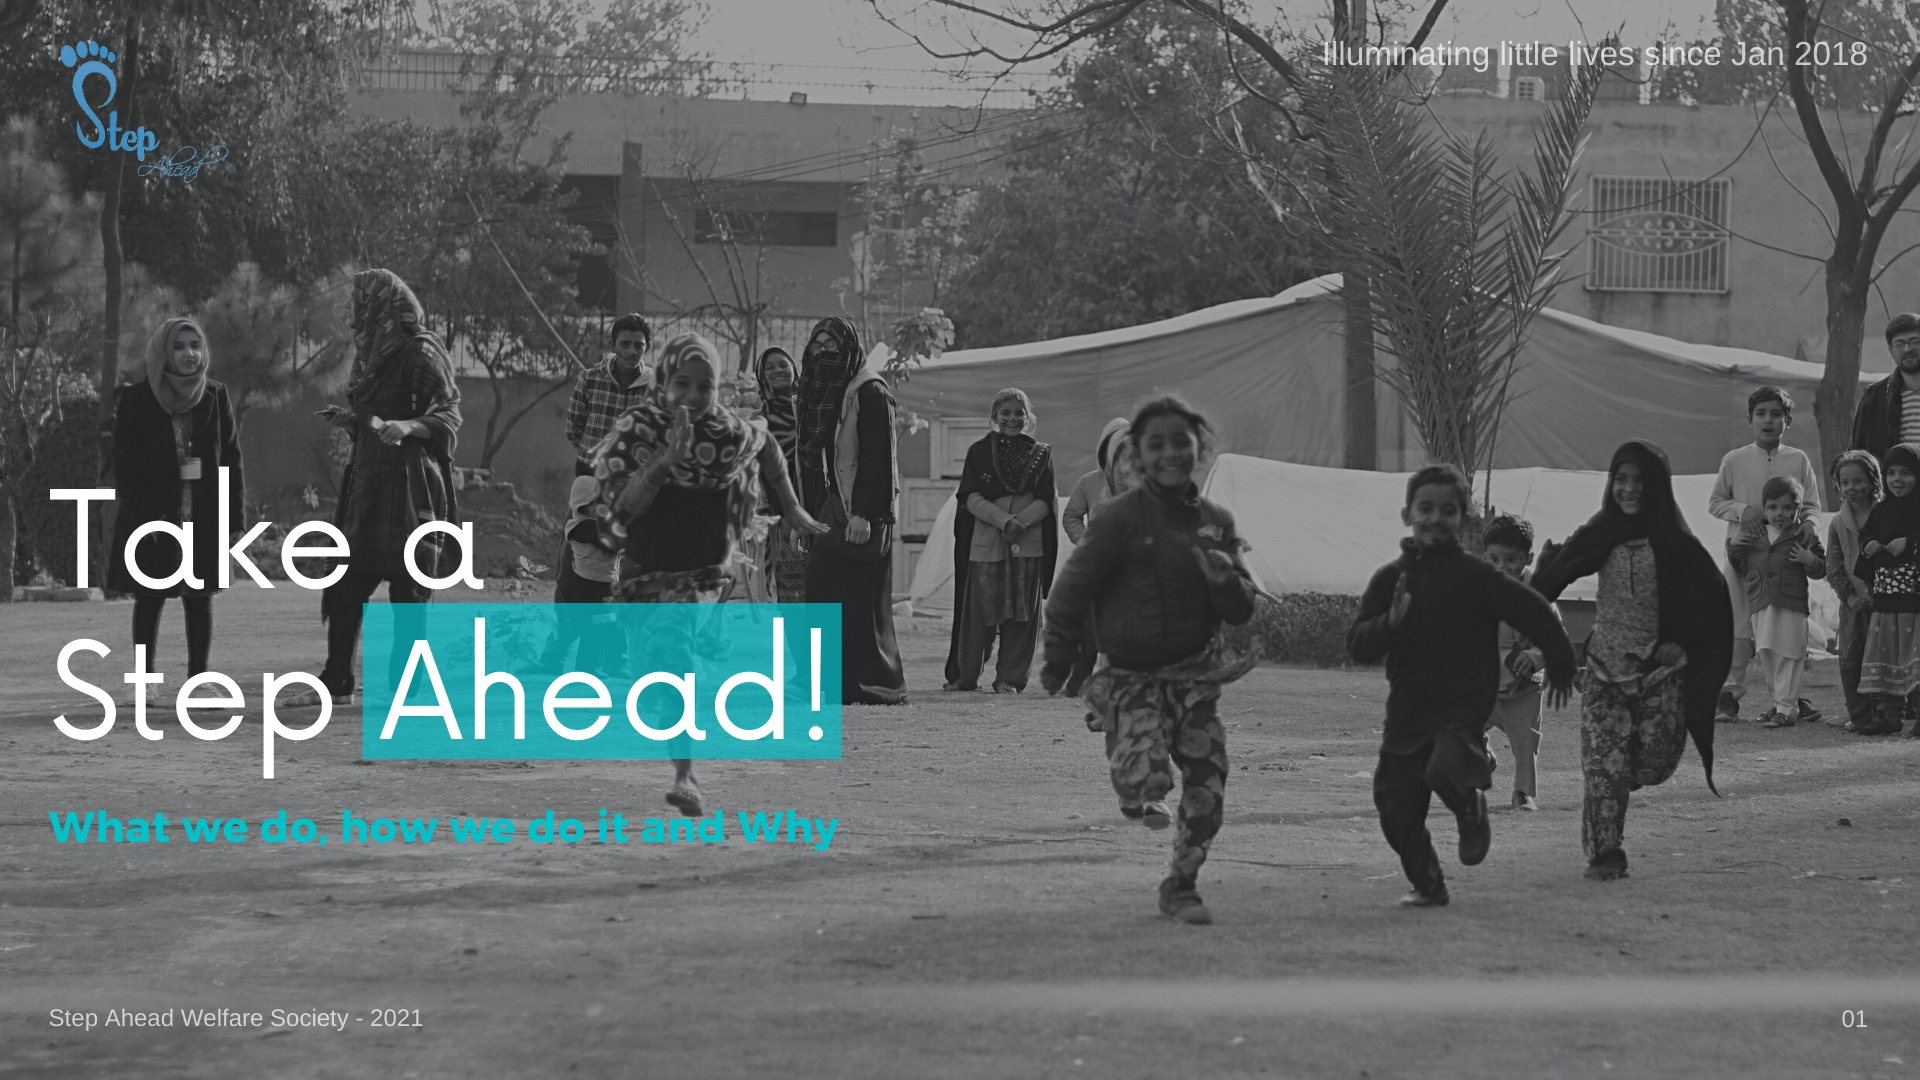 Step
Ahead
Illuminating little lives since Jan 2018
Take a
Step Ahead!
What we do, how we do it and Why
Step Ahead Welfare Society - 2021
01